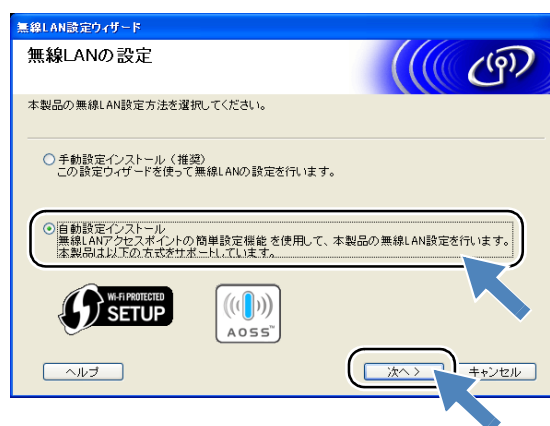 無線LAN設定ウィザード
無線LANの設定
本製品の無線LAN設定方法を選択してください。
手動設定インストール（推奨）
この設定ウィザードを使って無線LANの設定を行います。
自動設定インストール
無線LANアクセスポイントの簡単設定機能を使用して、本製品の無線LAN設定を行います。
本製品は以下の方式をサポートしています。
WI-FI PROTECTED
SETUP
AOSS™
ヘルプ
次へ >
キャンセル